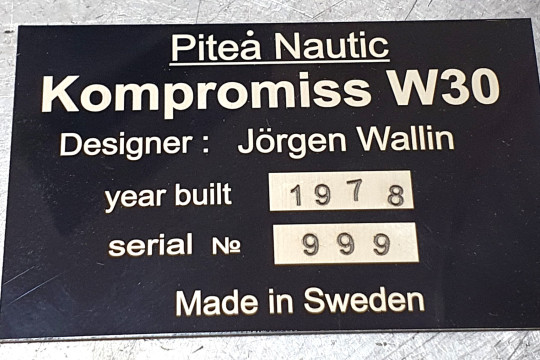 Piteå Nautic
Kompromiss W30
Designer : Jörgen Wallin
year built 1978
serial № 999
Made in Sweden